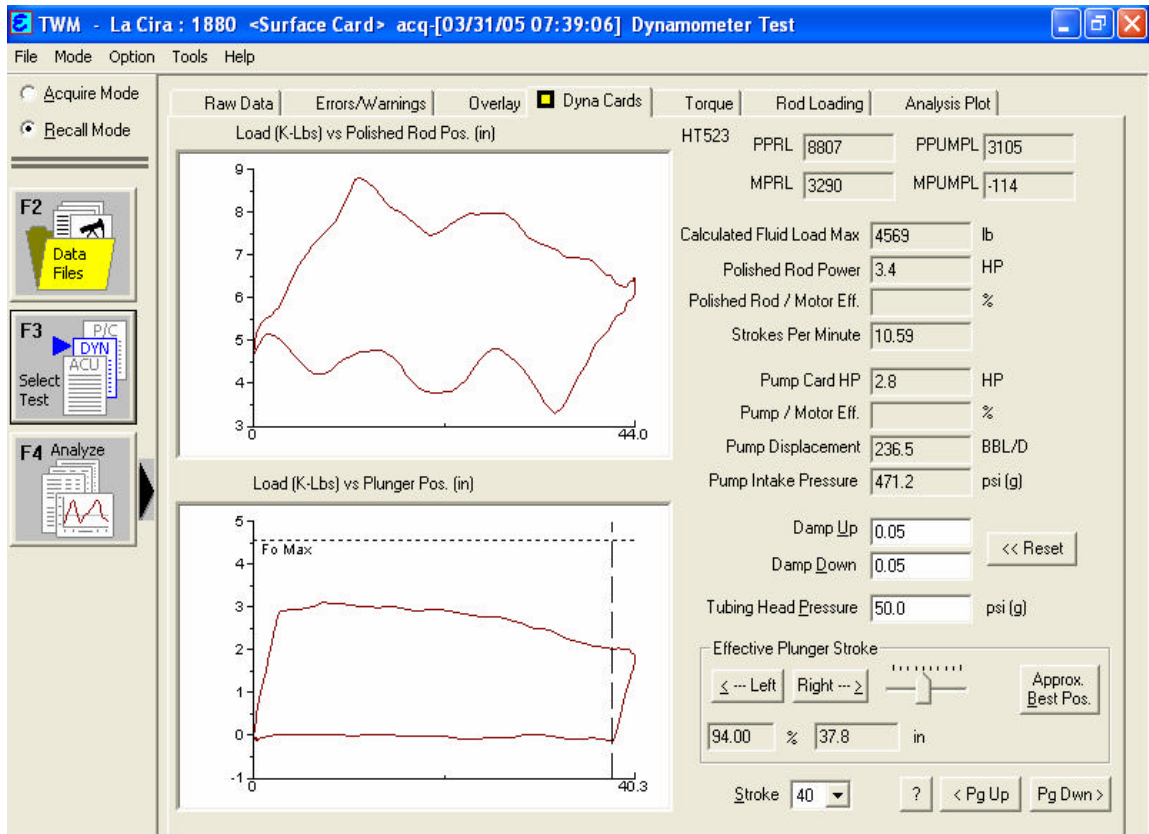 TWM - La Cira : 1880 <Surface Card> acq-[03/31/05 07:39:06] Dynamometer Test
File Mode Option Tools Help
Acquire Mode
Recall Mode
F2
Data
Files
F3
P/C
DYN
ACU
Select
Test
F4 Analyze
Raw Data Errors/Warnings Overlay Dyna Cards Torque Rod Loading Analysis Plot
Load (K-Lbs) vs Polished Rod Pos. (in)
9
8
7
6
5
4
3
0 44.0
Load (K-Lbs) vs Plunger Pos. (in)
5
Fo Max
4
3
2
1
0
-1
0 40.3
HT523 PPRL 8807 PPUMPL 3105
MPRL 3290 MPUMPL -114
Calculated Fluid Load Max 4569 lb
Polished Rod Power 3.4 HP
Polished Rod / Motor Eff. %
Strokes Per Minute 10.59
Pump Card HP 2.8 HP
Pump / Motor Eff. %
Pump Displacement 236.5 BBL/D
Pump Intake Pressure 471.2 psi (g)
Damp Up 0.05
<< Reset
Damp Down 0.05
Tubing Head Pressure 50.0 psi (g)
Effective Plunger Stroke
< --- Left Right --- >
Approx.
Best Pos.
94.00 % 37.8 in
Stroke 40 ? < Pg Up Pg Dwn >